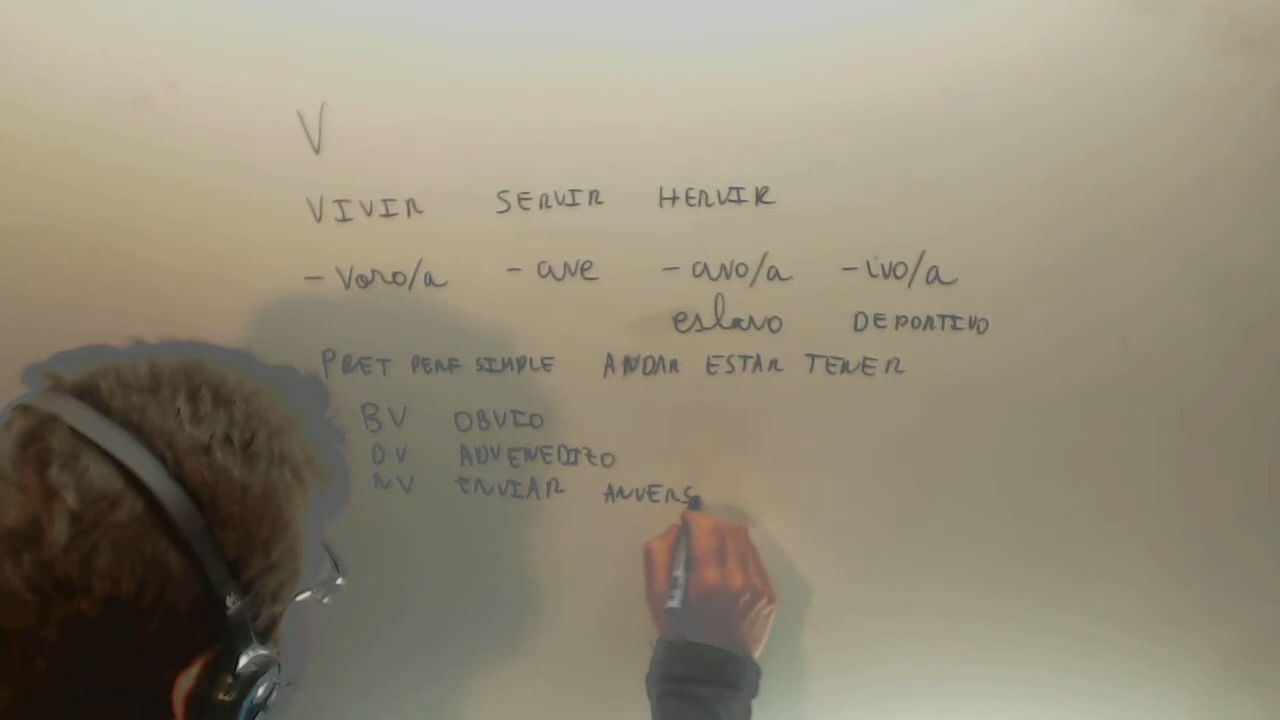 V
VIVIR SERVIR HERVIR
- voro/a - ave - avo/a - ivo/a
eslavo DEPORTIVO
PRET PERF SIMPLE ANDAR ESTAR TENER
BV OBVIO
DV ADVENEDIZO
NV ENVIAR ANVERS